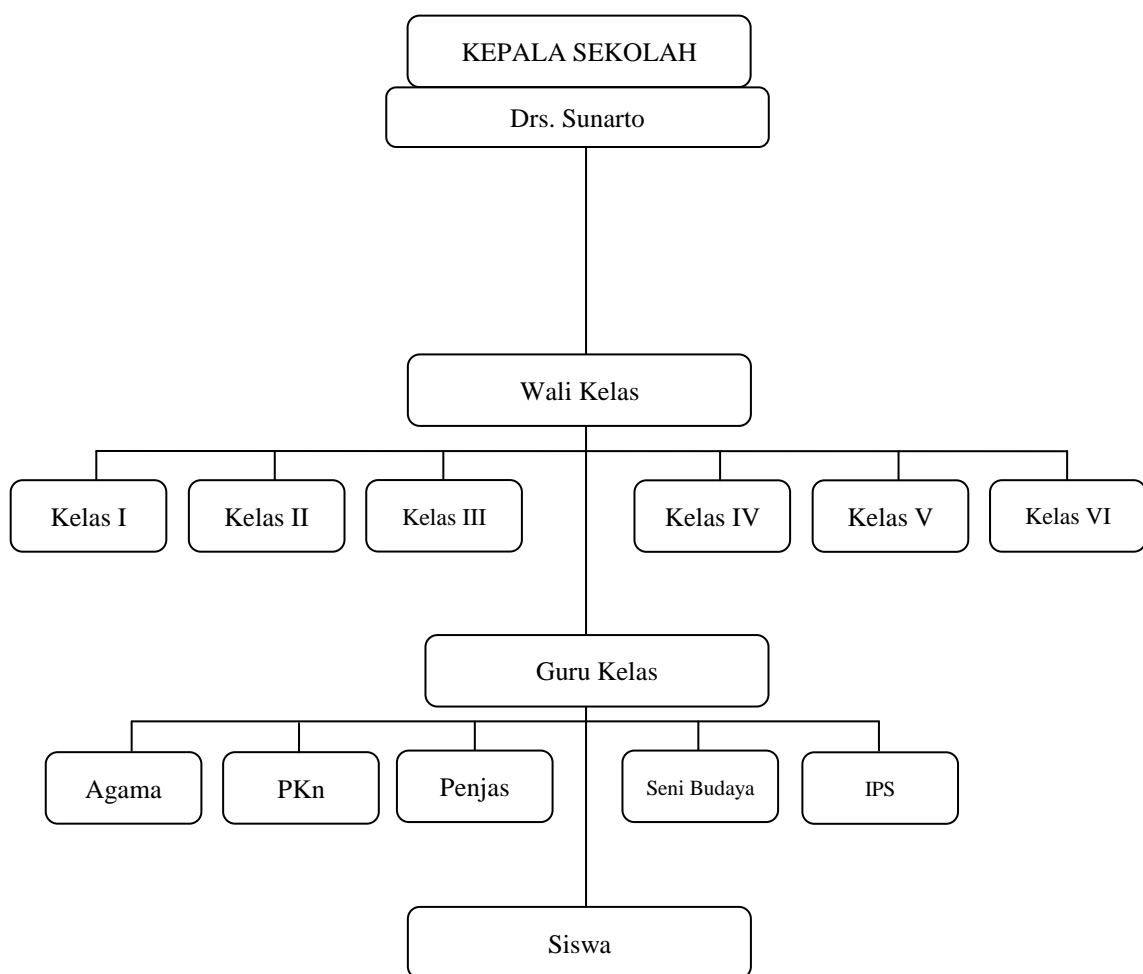 KEPALA SEKOLAH
Drs. Sunarto
Wali Kelas
Kelas I
Kelas II
Kelas III
Kelas IV
Kelas V
Kelas VI
Guru Kelas
Agama
PKn
Penjas
Seni Budaya
IPS
Siswa